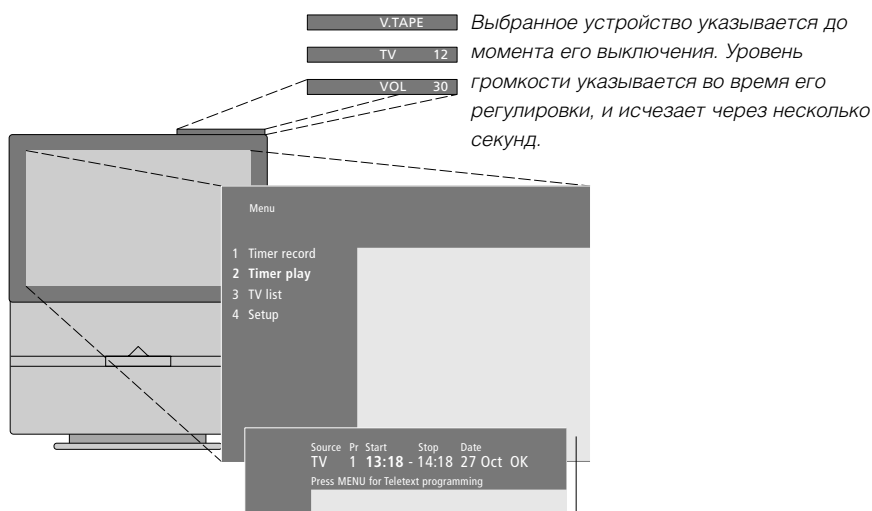 V.TAPE
TV 12
VOL 30
Выбранное устройство указывается до
момента его выключения. Уровень
громкости указывается во время его
регулировки, и исчезает через несколько
секунд.
Menu
1 Timer record
2 Timer play
3 TV list
4 Setup
Source Pr Start Stop Date
TV 1 13:18 - 14:18 27 Oct OK
Press MENU for Teletext programming